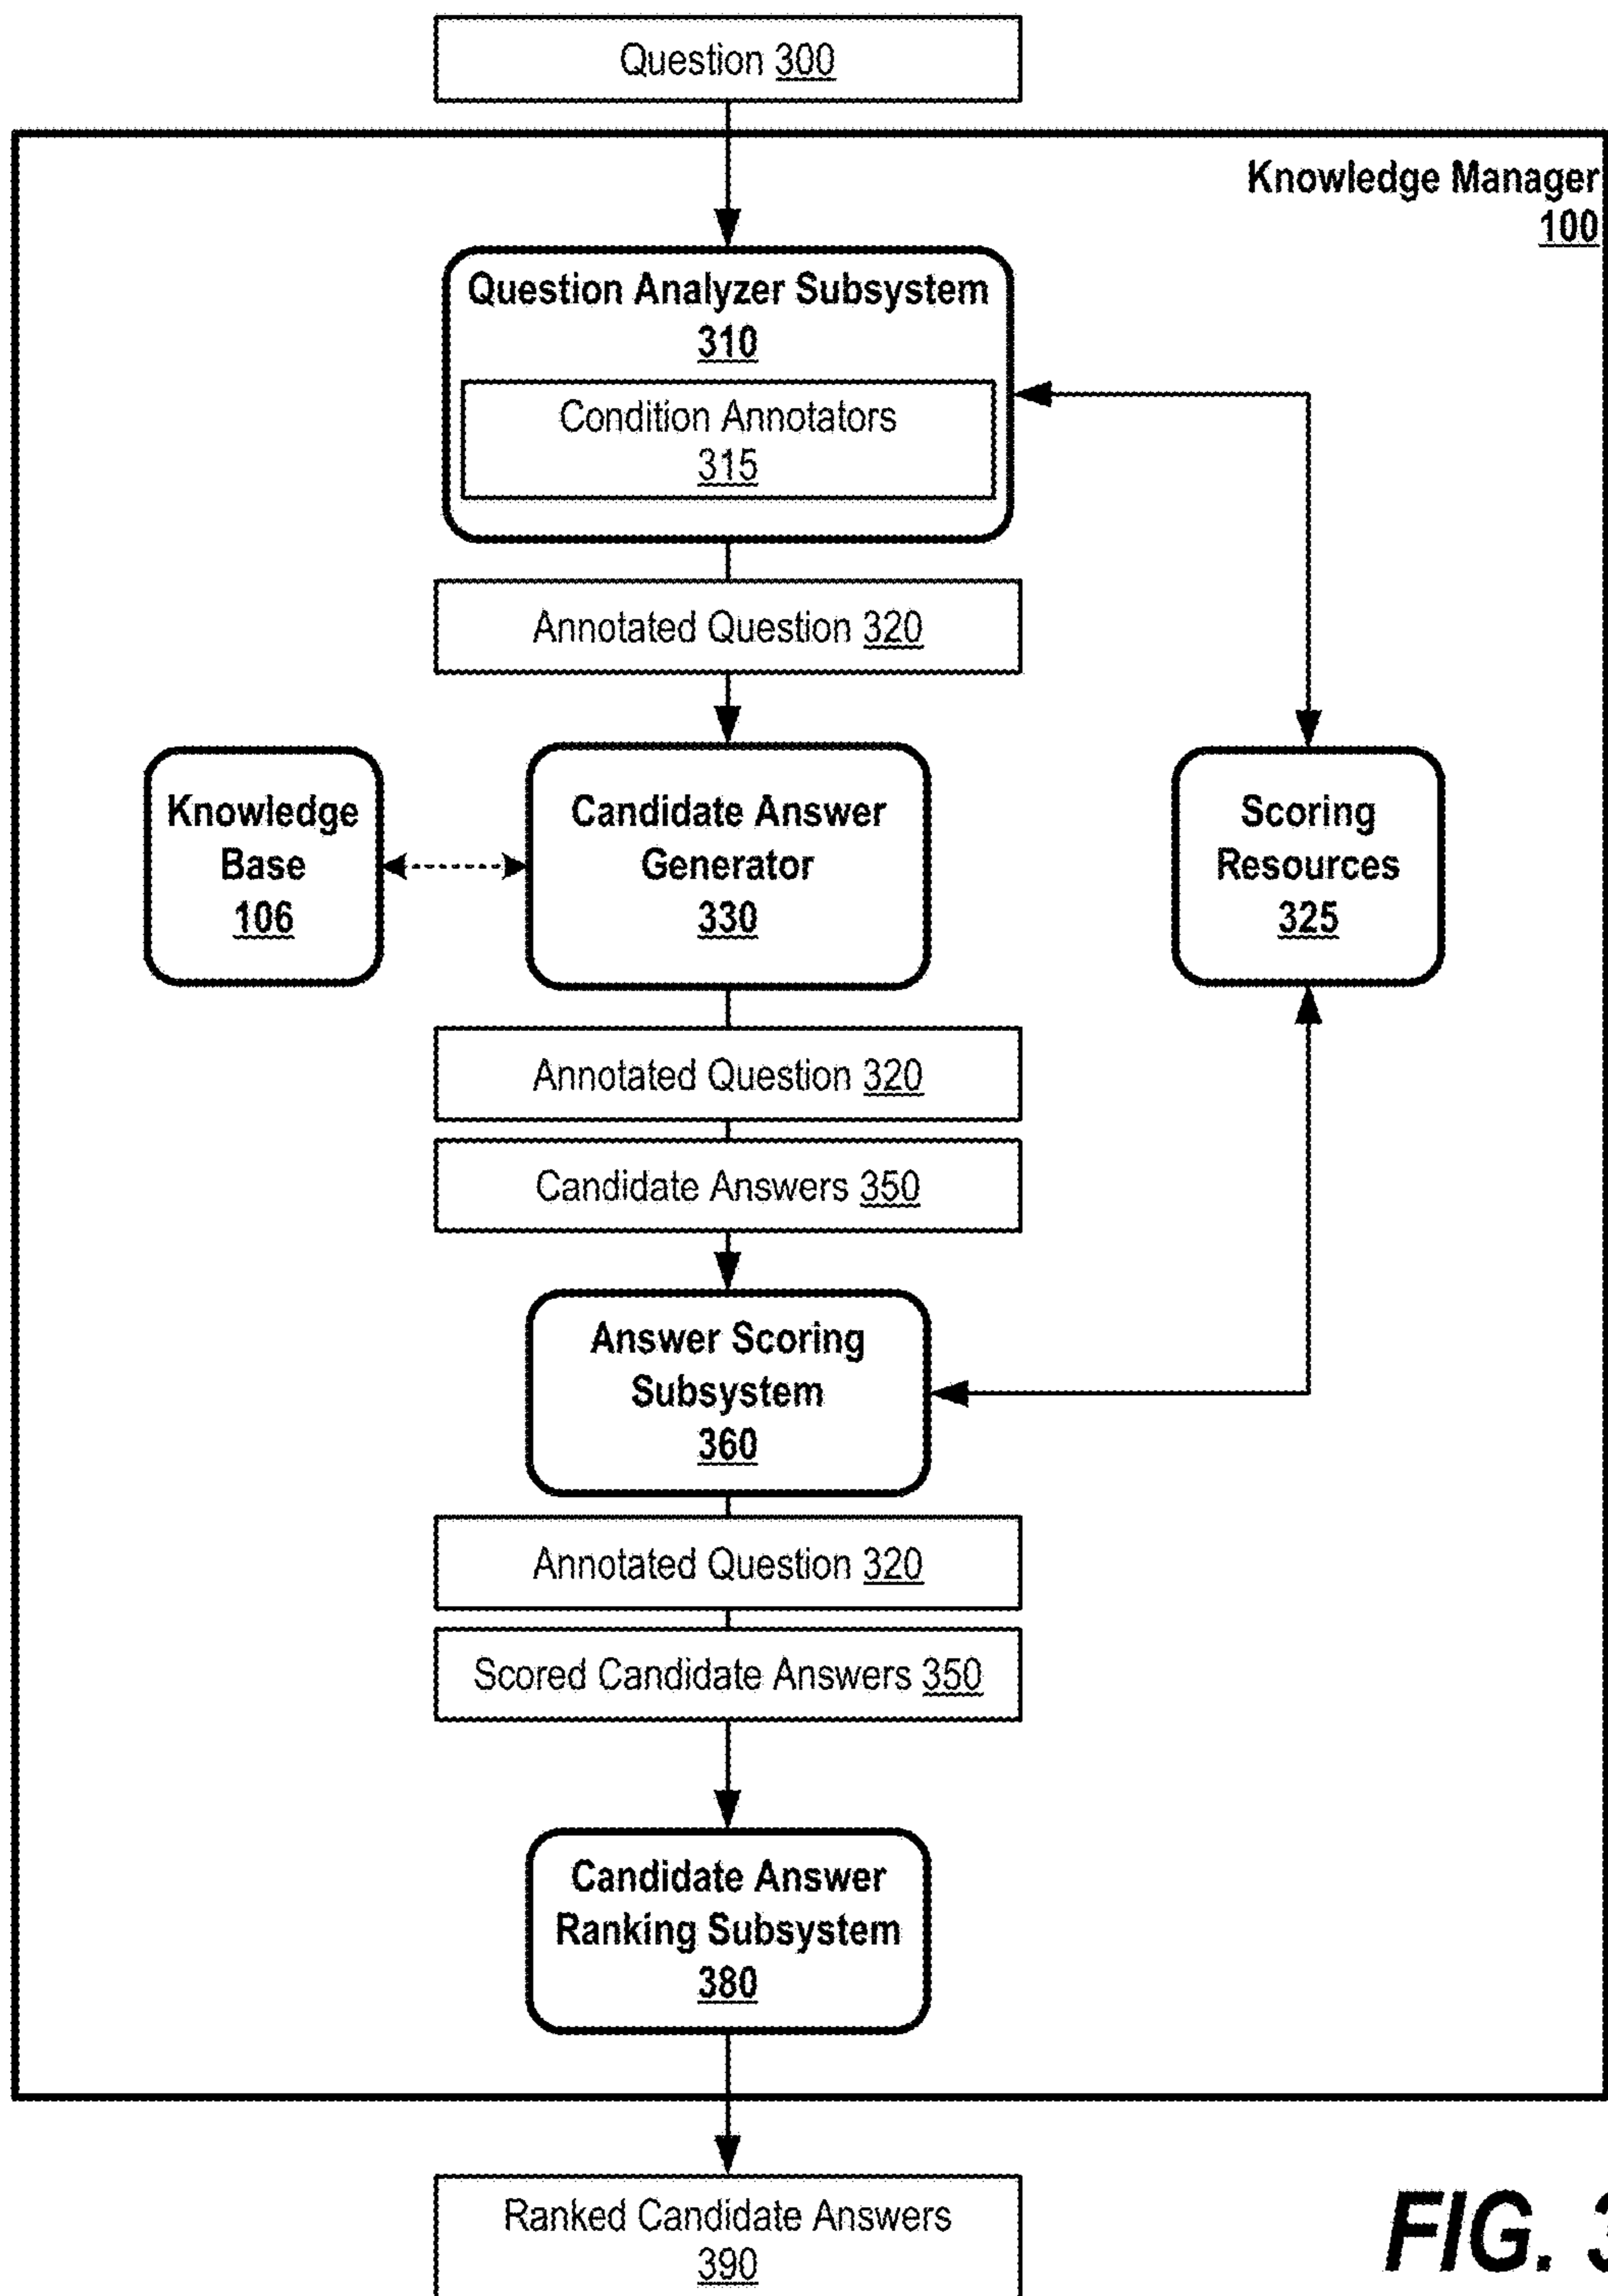 Question 300
Knowledge Manager
100
Question Analyzer Subsystem
310
Condition Annotators
315
Annotated Question 320
Knowledge
Base
106
Candidate Answer
Generator
330
Scoring
Resources
325
Annotated Question 320
Candidate Answers 350
Answer Scoring
Subsystem
360
Annotated Question 320
Scored Candidate Answers 350
Candidate Answer
Ranking Subsystem
380
Ranked Candidate Answers
390
FIG. 3